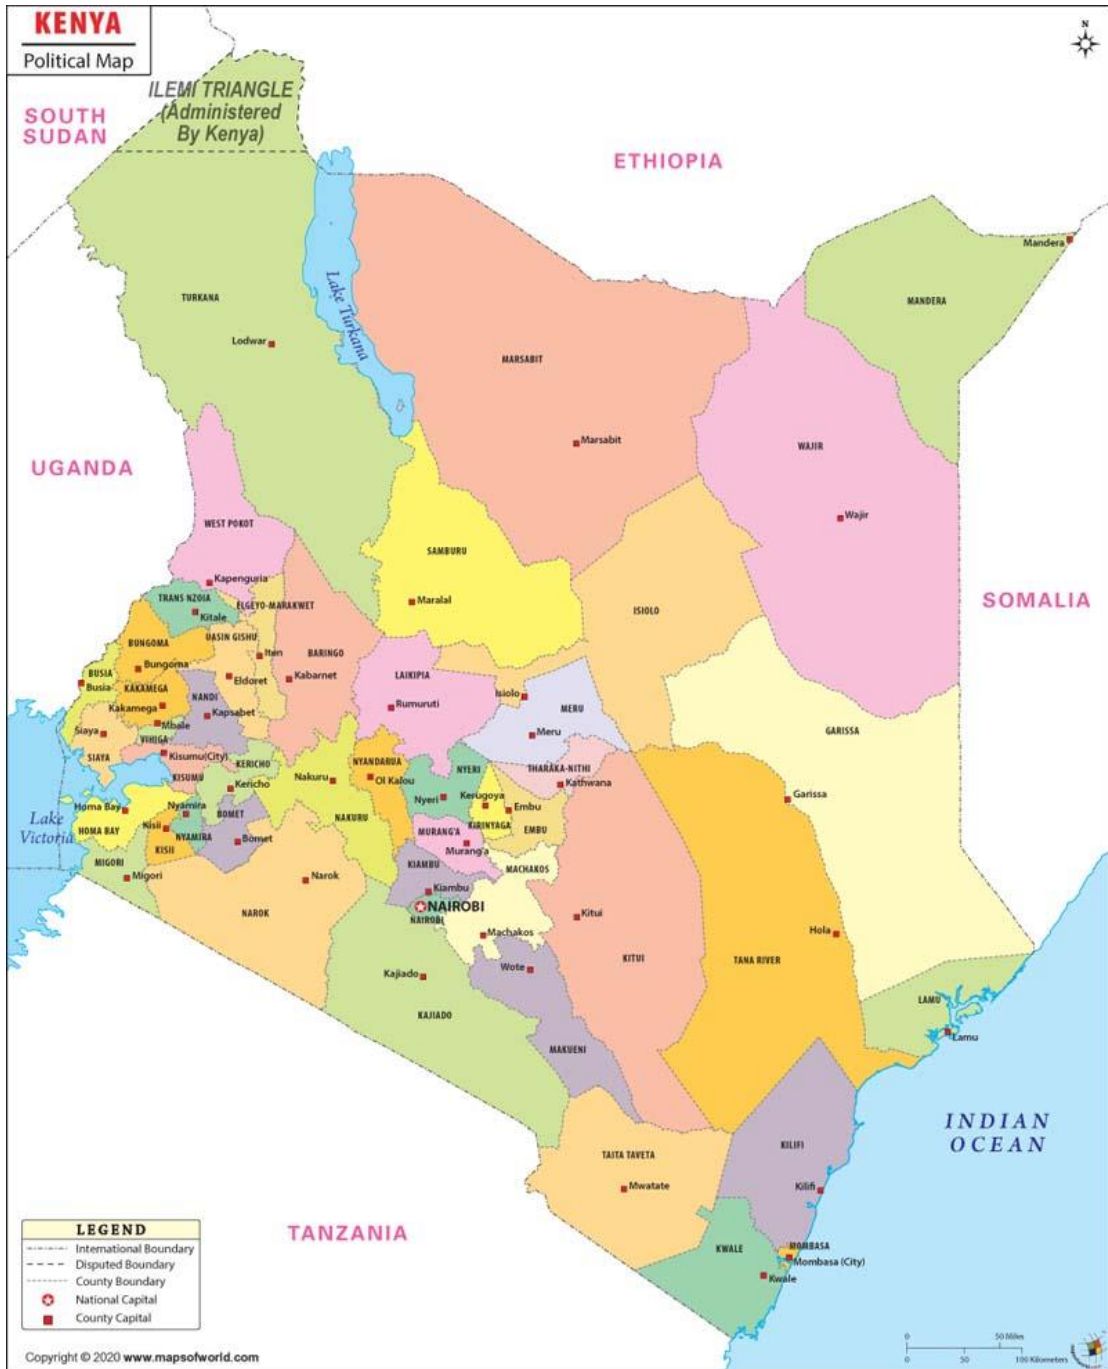 KENYA
Political Map
N
ILEMI TRIANGLE
(Administered
By Kenya)
SOUTH
SUDAN
ETHIOPIA
Mandera
MANDERA
TURKANA
Lake Turkana
Lodwar
MARSABIT
Marsabit
WAJIR
Wajir
UGANDA
WEST POKOT
Kapenguria
SAMBURU
Maralal
ISIOLO
SOMALIA
TRANS NZOIA
Kitale
ELGEYO-MARAKWET
UASIN GISHU
Iten
Eldoret
BARINGO
Kabarnet
BUNGOMA
Bungoma
BUSIA
Busia
KAKAMEGA
Kakamega
NANDI
Kapsabet
LAIKIPIA
Rumuruti
Isiolo
MERU
Meru
Mbale
VIHIGA
Siaya
SIAYA
Kisumu(City)
KISUMU
KERICHO
Kericho
Nakuru
NAKURU
NYANDARUA
Ol Kalou
NYERI
Nyeri
THARAKA-NITHI
Kathwana
Kerugoya
KIRINYAGA
Embu
EMBU
GARISSA
Garissa
Lake
Victoria
Homa Bay
HOMA BAY
Nyamira
NYAMIRA
Kisii
KISII
BOMET
Bomet
MIGORI
Migori
MURANG'A
Murang'a
KIAMBU
Kiambu
MACHAKOS
Machakos
NAIROBI
NAIROBI
Narok
NAROK
Kitui
KITUI
Hola
TANA RIVER
Kajiado
KAJIADO
Wote
MAKUENI
LAMU
Lamu
INDIAN
OCEAN
TAITA TAVETA
Mwatate
KILIFI
Kilifi
TANZANIA
KWALE
Kwale
MOMBASA
Mombasa (City)
LEGEND
International Boundary
Disputed Boundary
County Boundary
National Capital
County Capital
0 50 Miles
0 50 100 Kilometers
Copyright © 2020 www.mapsofworld.com